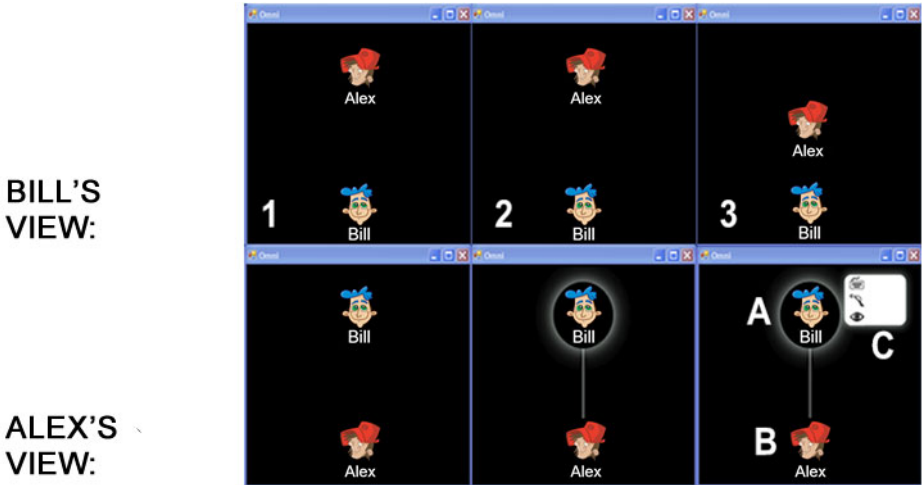 Omni Omni Omni
Alex Alex
Alex
BILL'S
VIEW:
1 Bill 2 Bill 3 Bill
Omni Omni Omni
A Bill
Bill Bill
C
ALEX'S
VIEW:
B
Alex Alex Alex